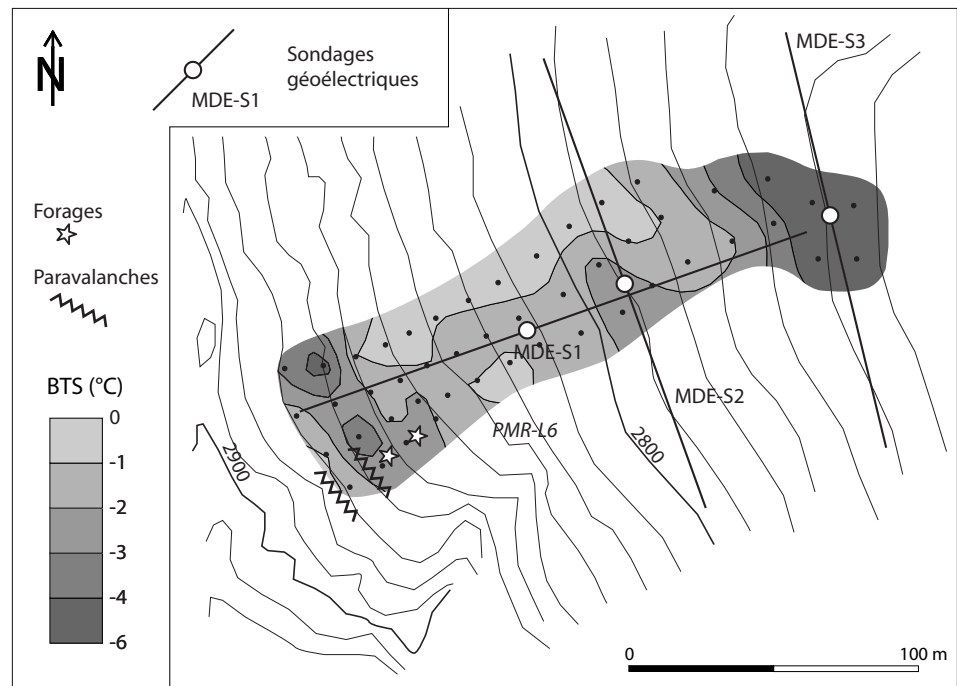 N
Sondages
géoélectriques
MDE-S1
MDE-S3
Forages
Paravalanches
BTS (°C)
0
-1
-2
-3
-4
-6
MDE-S1
MDE-S2
PMR-L6
2900
2800
0
100 m